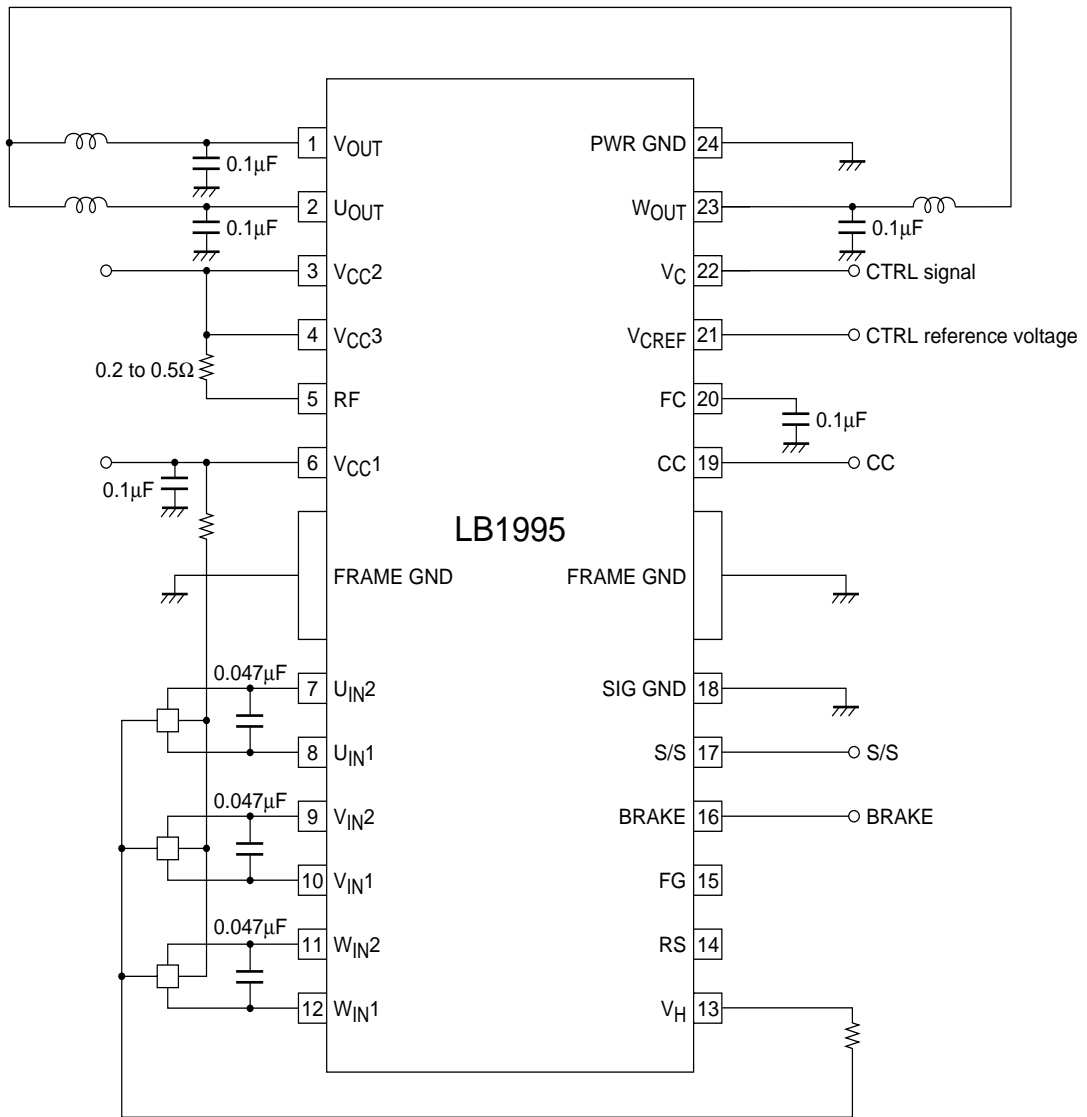 1 VOUT
PWR GND 24
0.1µF
2 UOUT
WOUT 23
0.1µF
0.1µF
3 VCC2
VC 22
CTRL signal
4 VCC3
VCREF 21
CTRL reference voltage
0.2 to 0.5Ω
5 RF
FC 20
0.1µF
6 VCC1
CC 19
CC
0.1µF
LB1995
FRAME GND
FRAME GND
0.047µF
7 UIN2
SIG GND 18
8 UIN1
S/S 17
S/S
0.047µF
9 VIN2
BRAKE 16
BRAKE
10 VIN1
FG 15
0.047µF
11 WIN2
RS 14
12 WIN1
VH 13